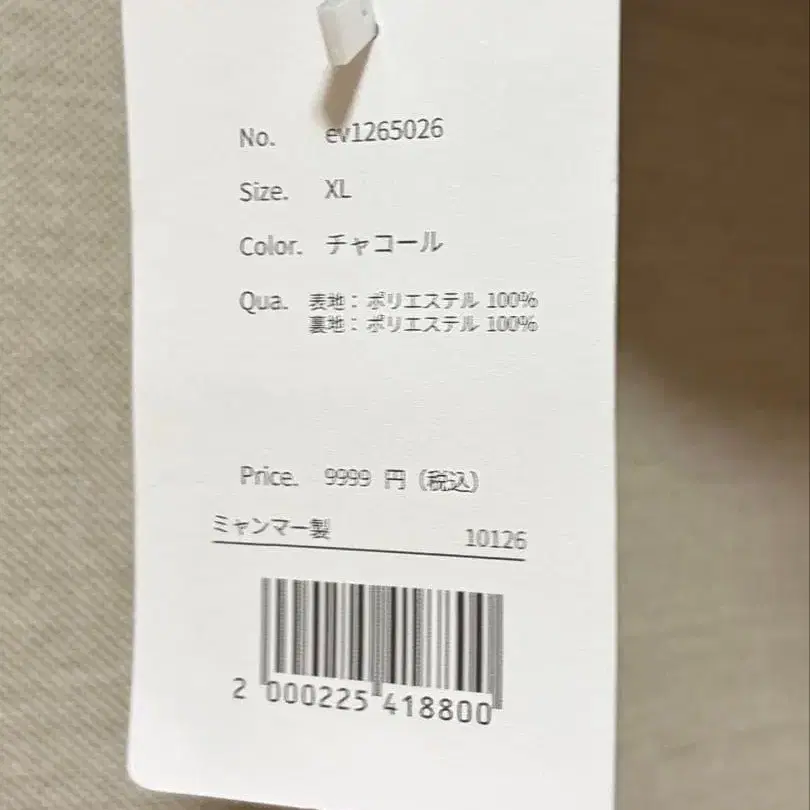 No. ev1265026
Size. XL
Color. チャコール
Qua. 表地：ポリエステル 100%
裏地：ポリエステル 100%
Price. 9999 円（税込）
ミャンマー製 10126
2 000225 418800